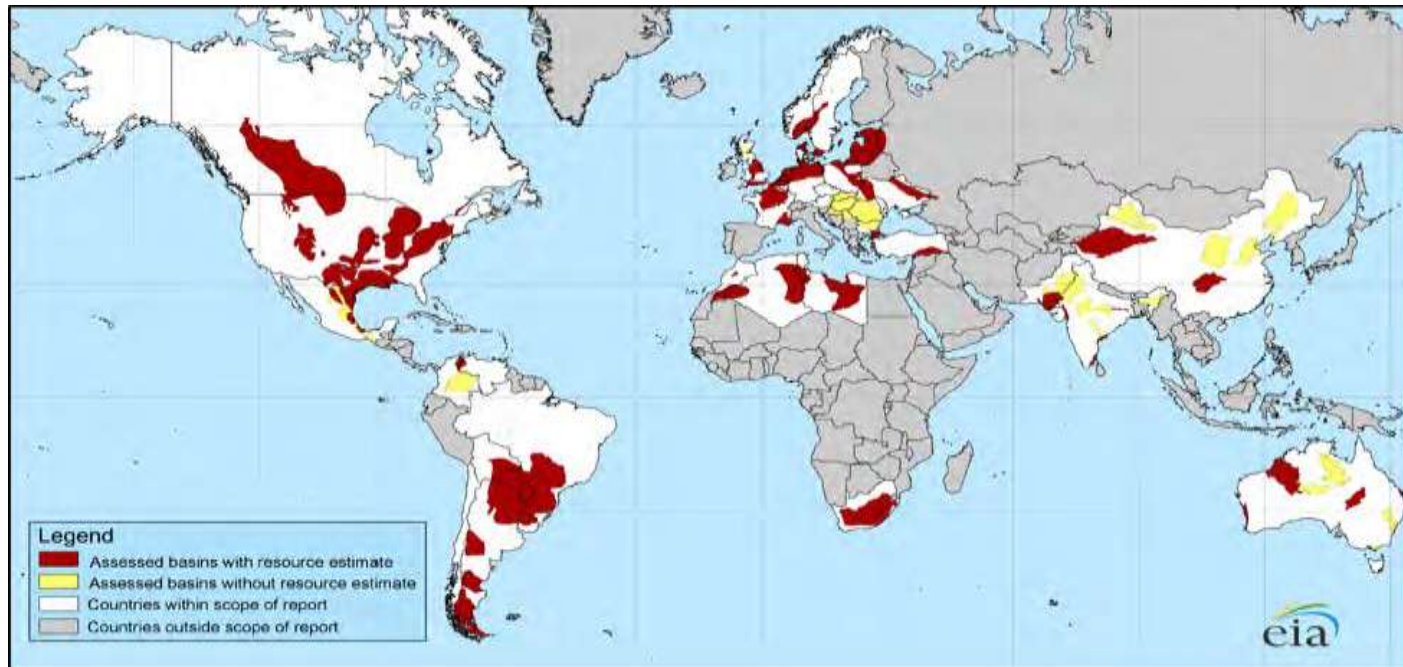 Legend
Assessed basins with resource estimate
Assessed basins without resource estimate
Countries within scope of report
Countries outside scope of report
eia